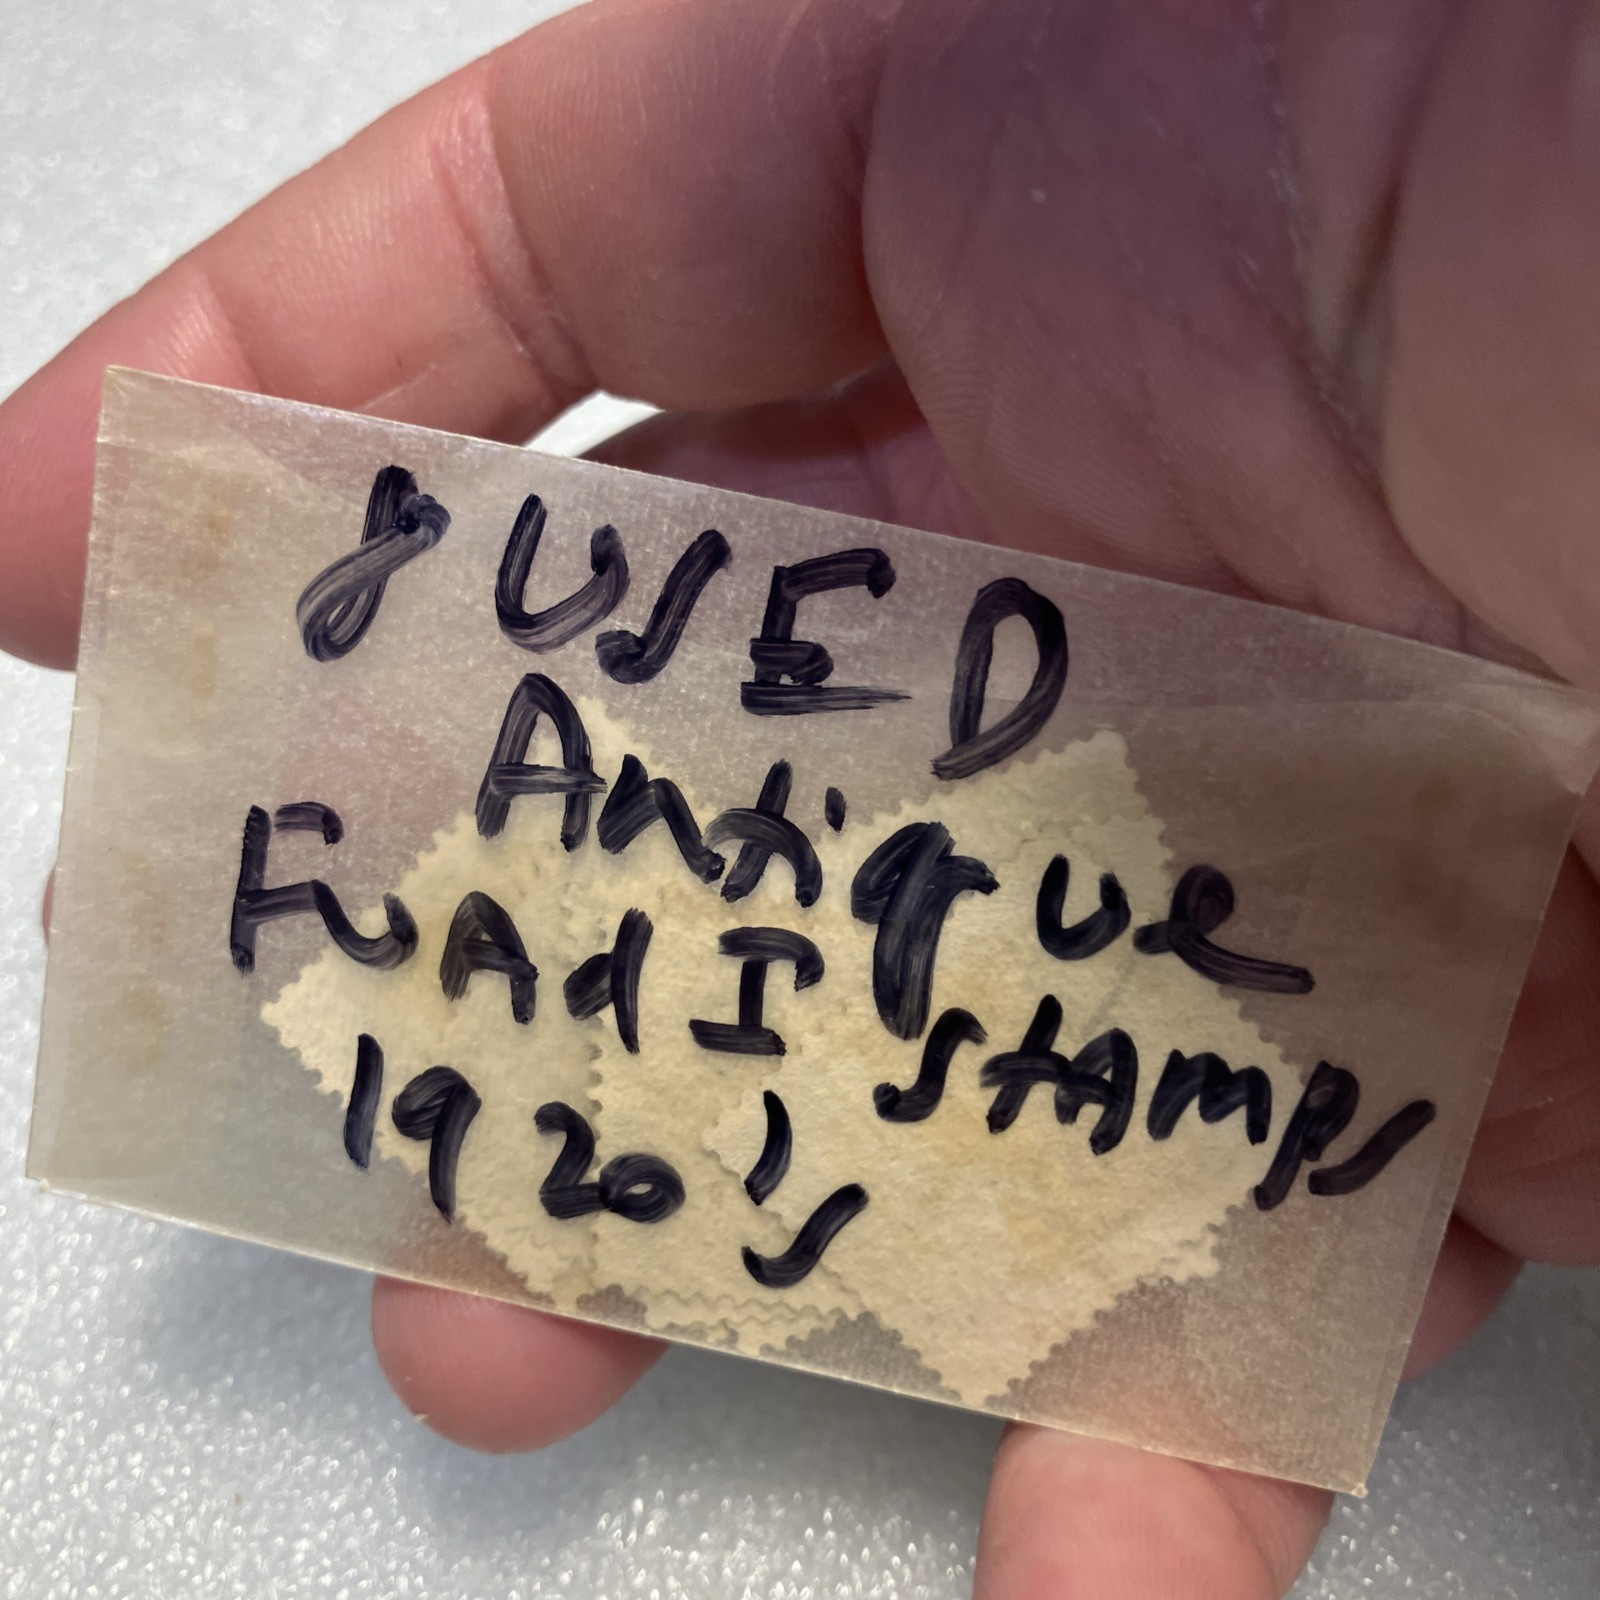 8 USED
Antique
FuAd I stamps
1920's